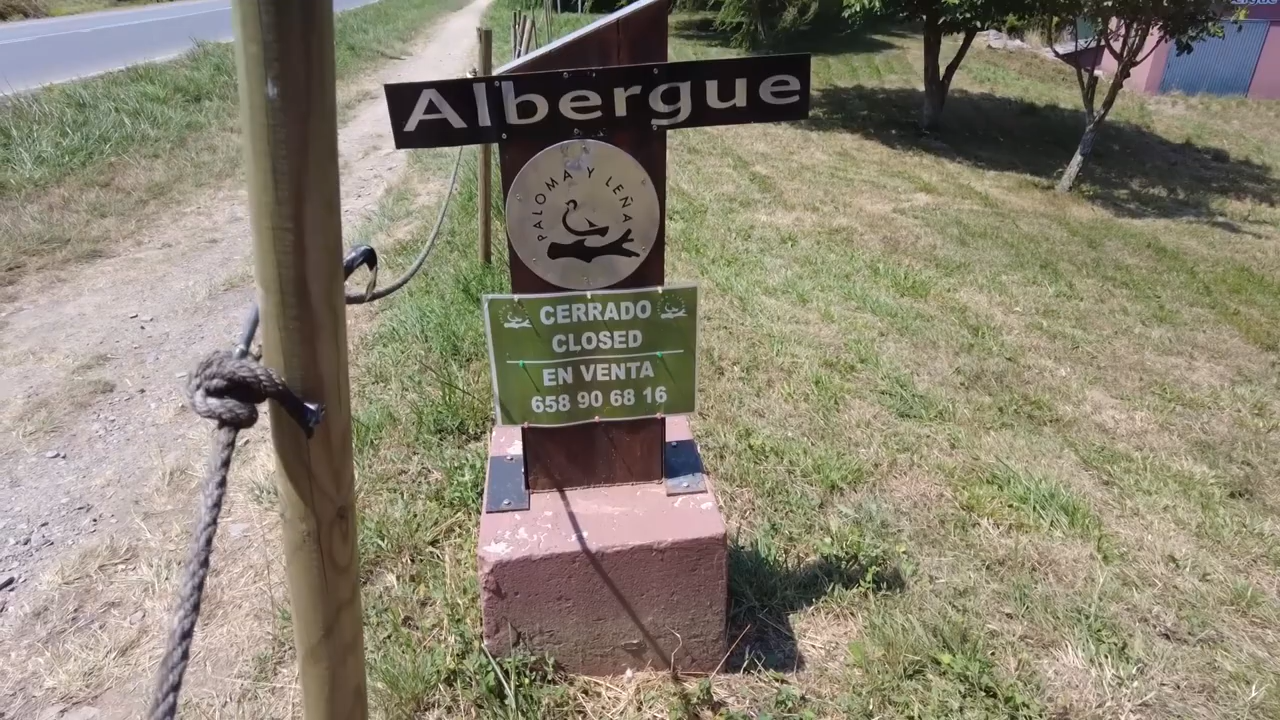 Albergue
PALOMA Y LEÑA
CERRADO
CLOSED
EN VENTA
658 90 68 16